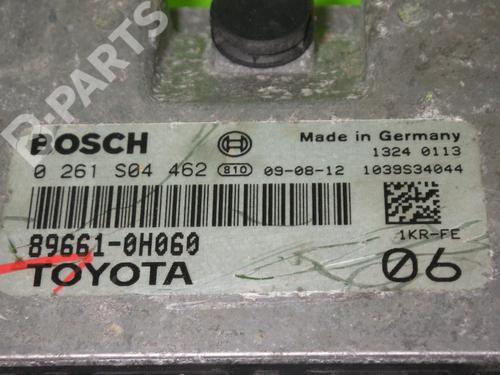 B-PARTS
BOSCH
Made in Germany
1324 0113
0 261 S04 462 810 09-08-12 1039S34044
89661-0H060
1KR-FE
TOYOTA
06